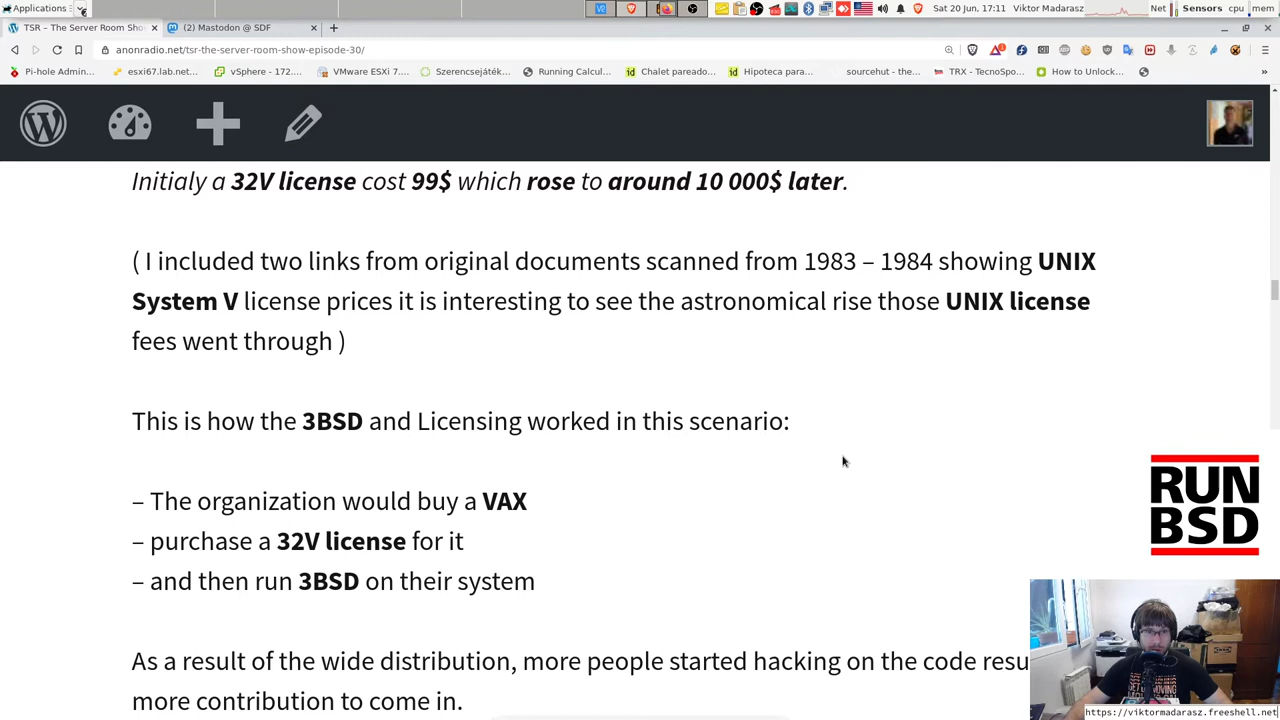 Applications
Sat 20 Jun, 17:11 Viktor Madarasz
Net Sensors cpu mem
TSR - The Server Room Sho
(2) Mastodon @ SDF
anonradio.net/tsr-the-server-room-show-episode-30/
Pi-hole Admin...
esxi67.lab.net...
vSphere - 172....
VMware ESXi 7....
Szerencsejáték...
Running Calcul...
Chalet pareado...
Hipoteca para...
sourcehut - the...
TRX - TecnoSpo...
How to Unlock...
Initialy a 32V license cost 99$ which rose to around 10 000$ later.
( I included two links from original documents scanned from 1983 – 1984 showing UNIX
System V license prices it is interesting to see the astronomical rise those UNIX license
fees went through )
This is how the 3BSD and Licensing worked in this scenario:
– The organization would buy a VAX
– purchase a 32V license for it
– and then run 3BSD on their system
RUN
BSD
As a result of the wide distribution, more people started hacking on the code resu
more contribution to come in.
https://viktormadarasz.freeshell.net